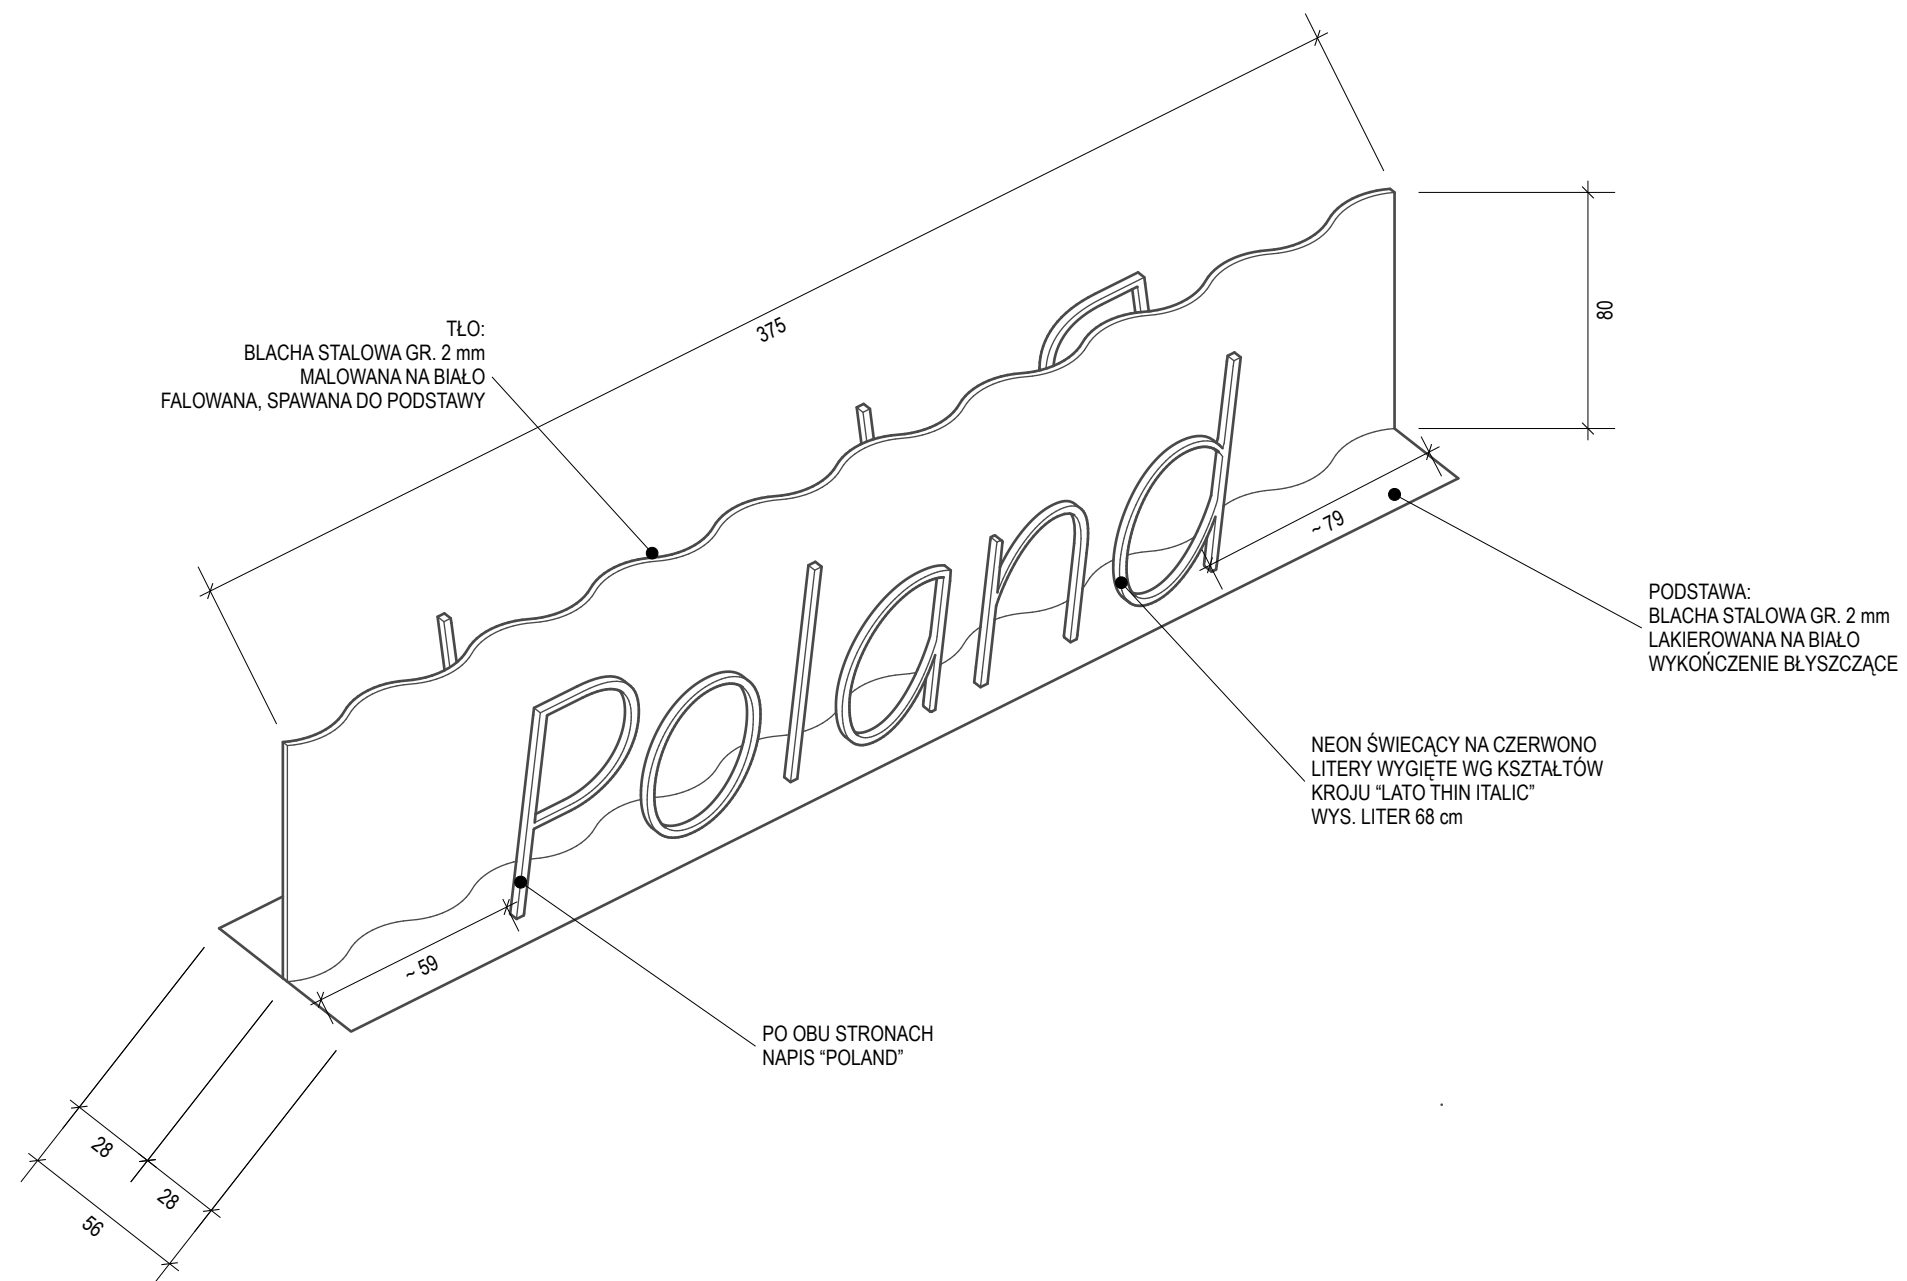 375
80
TŁO:
BLACHA STALOWA GR. 2 mm
MALOWANA NA BIAŁO
FALOWANA, SPAWANA DO PODSTAWY
Poland
~ 79
PODSTAWA:
BLACHA STALOWA GR. 2 mm
LAKIEROWANA NA BIAŁO
WYKOŃCZENIE BŁYSZCZĄCE
NEON ŚWIECĄCY NA CZERWONO
LITERY WYGIĘTE WG KSZTAŁTÓW
KROJU “LATO THIN ITALIC”
WYS. LITER 68 cm
~ 59
PO OBU STRONACH
NAPIS “POLAND”
28
28
56